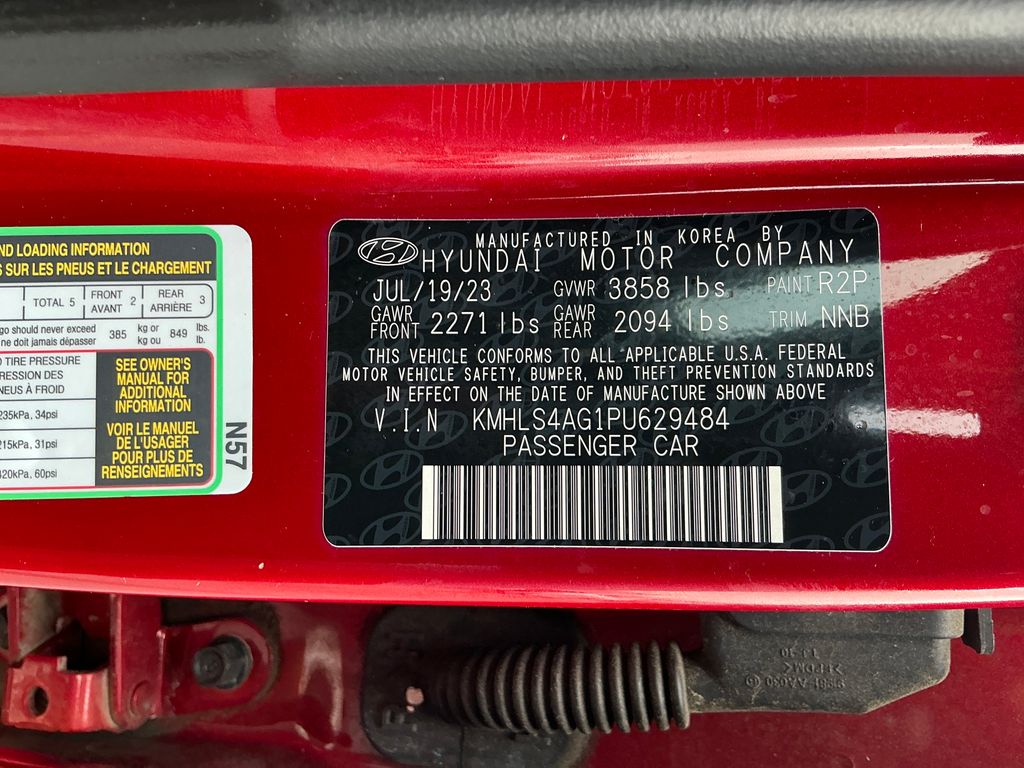 ND LOADING INFORMATION
S SUR LES PNEUS ET LE CHARGEMENT
TOTAL 5 FRONT AVANT 2 REAR ARRIÈRE 3
go should never exceed
ne doit jamais dépasser 385 kg or kg ou 849 lbs. lb.
D TIRE PRESSURE
RESSION DES
NEUS À FROID
235kPa, 34psi
215kPa, 31psi
420kPa, 60psi
SEE OWNER'S
MANUAL FOR
ADDITIONAL
INFORMATION
VOIR LE MANUEL
DE L'USAGER
POUR PLUS DE
RENSEIGNEMENTS
N57
MANUFACTURED IN KOREA BY
HYUNDAI MOTOR COMPANY
JUL/19/23 GVWR 3858 lbs PAINT R2P
GAWR FRONT 2271 lbs GAWR REAR 2094 lbs TRIM NNB
THIS VEHICLE CONFORMS TO ALL APPLICABLE U.S.A. FEDERAL
MOTOR VEHICLE SAFETY, BUMPER, AND THEFT PREVENTION STANDARDS
IN EFFECT ON THE DATE OF MANUFACTURE SHOWN ABOVE
V.I.N KMHLS4AG1PU629484
PASSENGER CAR